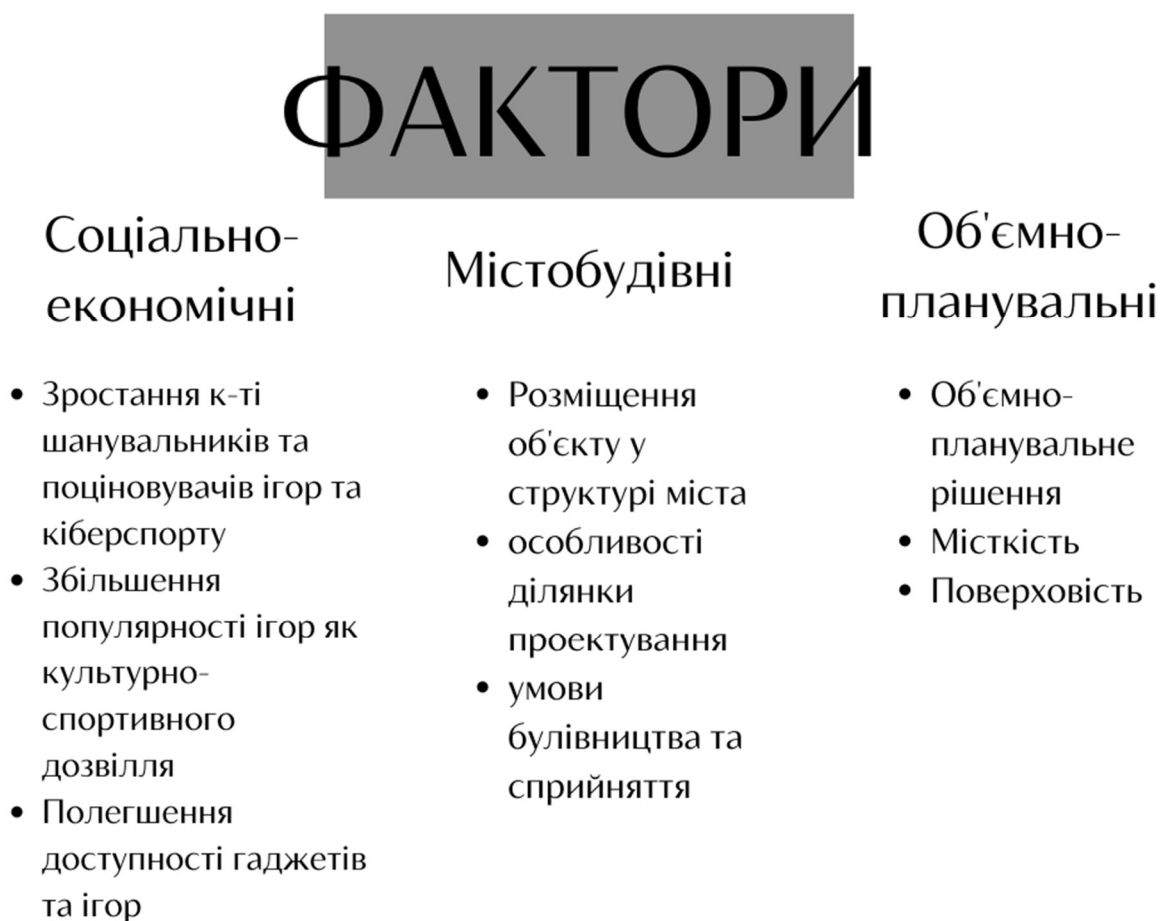 ФАКТОРИ
Соціально-
економічні
Зростання к-ті
шанувальників та
поціновувачів ігор та
кіберспорту
Збільшення
популярності ігор як
культурно-
спортивного
дозвілля
Полегшення
доступності гаджетів
та ігор
Містобудівні
Розміщення
об'єкту у
структурі міста
особливості
ділянки
проектування
умови
булівництва та
сприйняття
Об'ємно-
планувальні
Об'ємно-
планувальне
рішення
Місткість
Поверховість